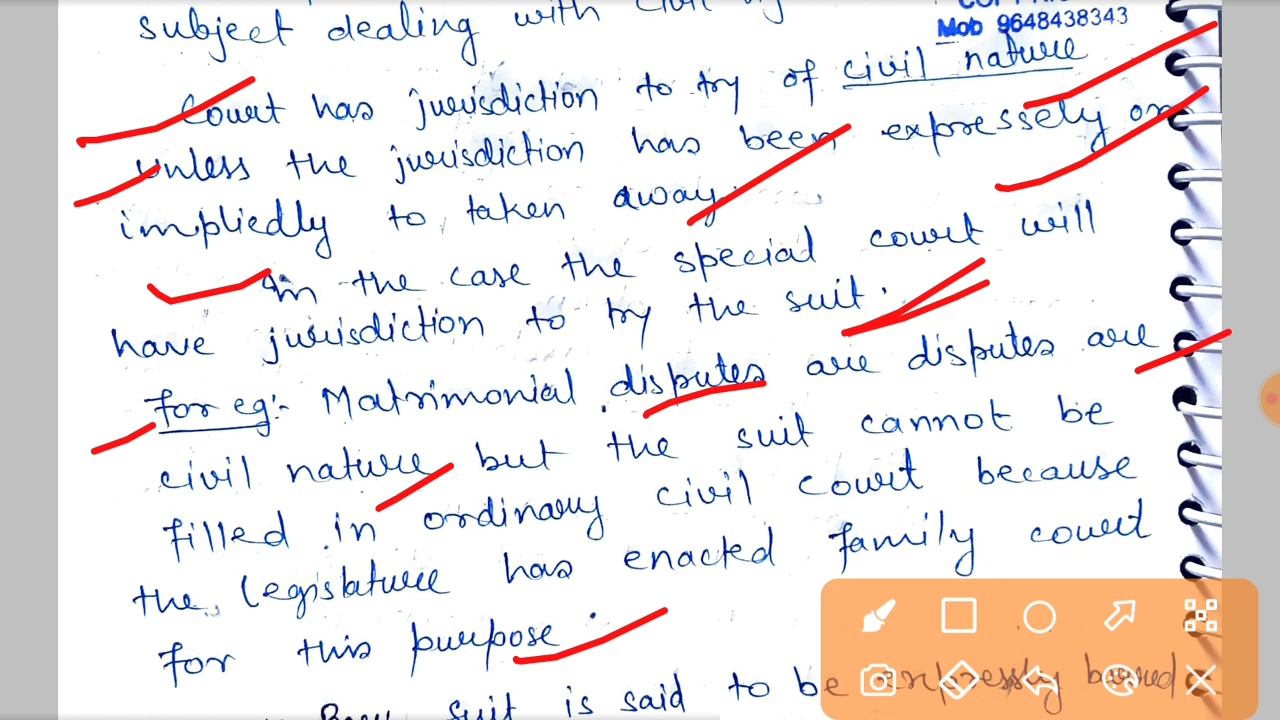 subject dealing with civil
Mob 9648438343
Court has jurisdiction to try of civil nature
unless the jurisdiction has been expressely or
impliedly to taken away.
In the case the special court will
have jurisdiction to try the suit.
for eg:- Matrimonial disputes are disputes are
civil nature but the suit cannot be
filled in ordinary civil court because
the legislature has enacted family court
for this purpose.
suit is said to be expressly barred